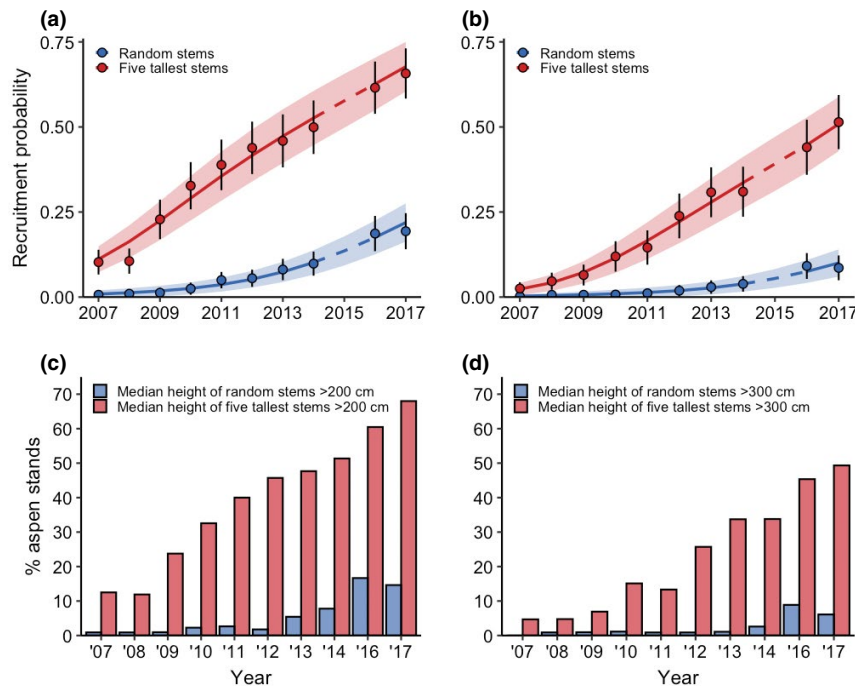 (a)
(b)
0.75
0.50
0.25
0.00
Recruitment probability
Random stems
Five tallest stems
2007 2009 2011 2013 2015 2017
0.75
0.50
0.25
0.00
Random stems
Five tallest stems
2007 2009 2011 2013 2015 2017
(c)
(d)
70
60
50
40
30
20
10
0
% aspen stands
Median height of random stems >200 cm
Median height of five tallest stems >200 cm
'07 '08 '09 '10 '11 '12 '13 '14 '16 '17
Year
70
60
50
40
30
20
10
0
Median height of random stems >300 cm
Median height of five tallest stems >300 cm
'07 '08 '09 '10 '11 '12 '13 '14 '16 '17
Year